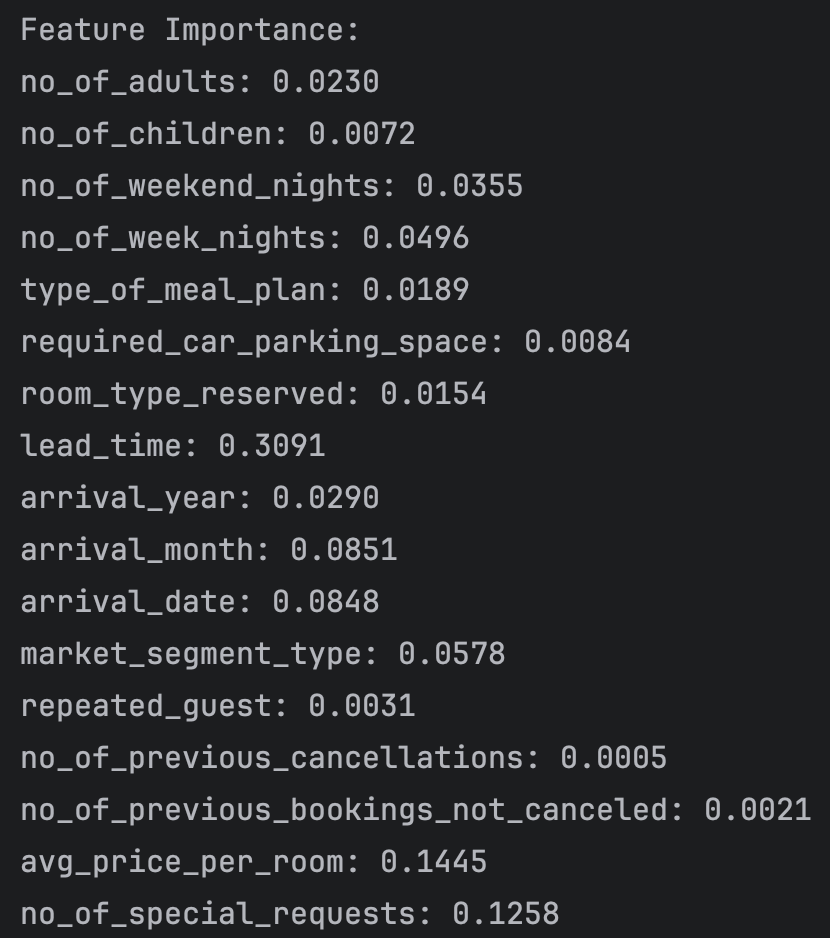 Feature Importance:
no_of_adults: 0.0230
no_of_children: 0.0072
no_of_weekend_nights: 0.0355
no_of_week_nights: 0.0496
type_of_meal_plan: 0.0189
required_car_parking_space: 0.0084
room_type_reserved: 0.0154
lead_time: 0.3091
arrival_year: 0.0290
arrival_month: 0.0851
arrival_date: 0.0848
market_segment_type: 0.0578
repeated_guest: 0.0031
no_of_previous_cancellations: 0.0005
no_of_previous_bookings_not_canceled: 0.0021
avg_price_per_room: 0.1445
no_of_special_requests: 0.1258